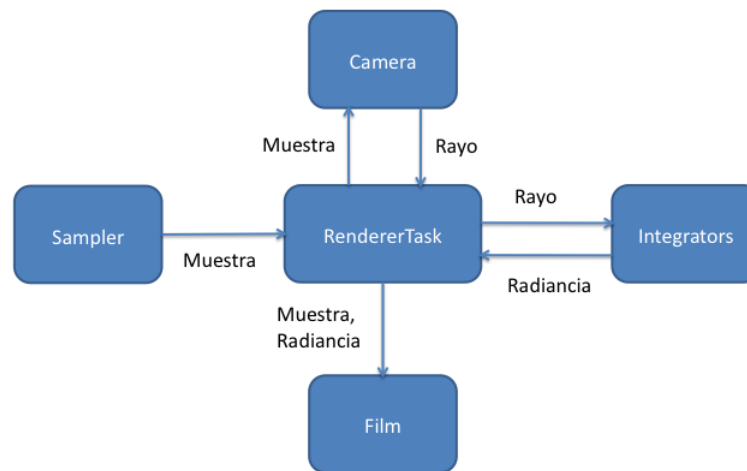 Camera
Muestra
Rayo
Rayo
Sampler
RendererTask
Integrators
Muestra
Radiancia
Muestra,
Radiancia
Film